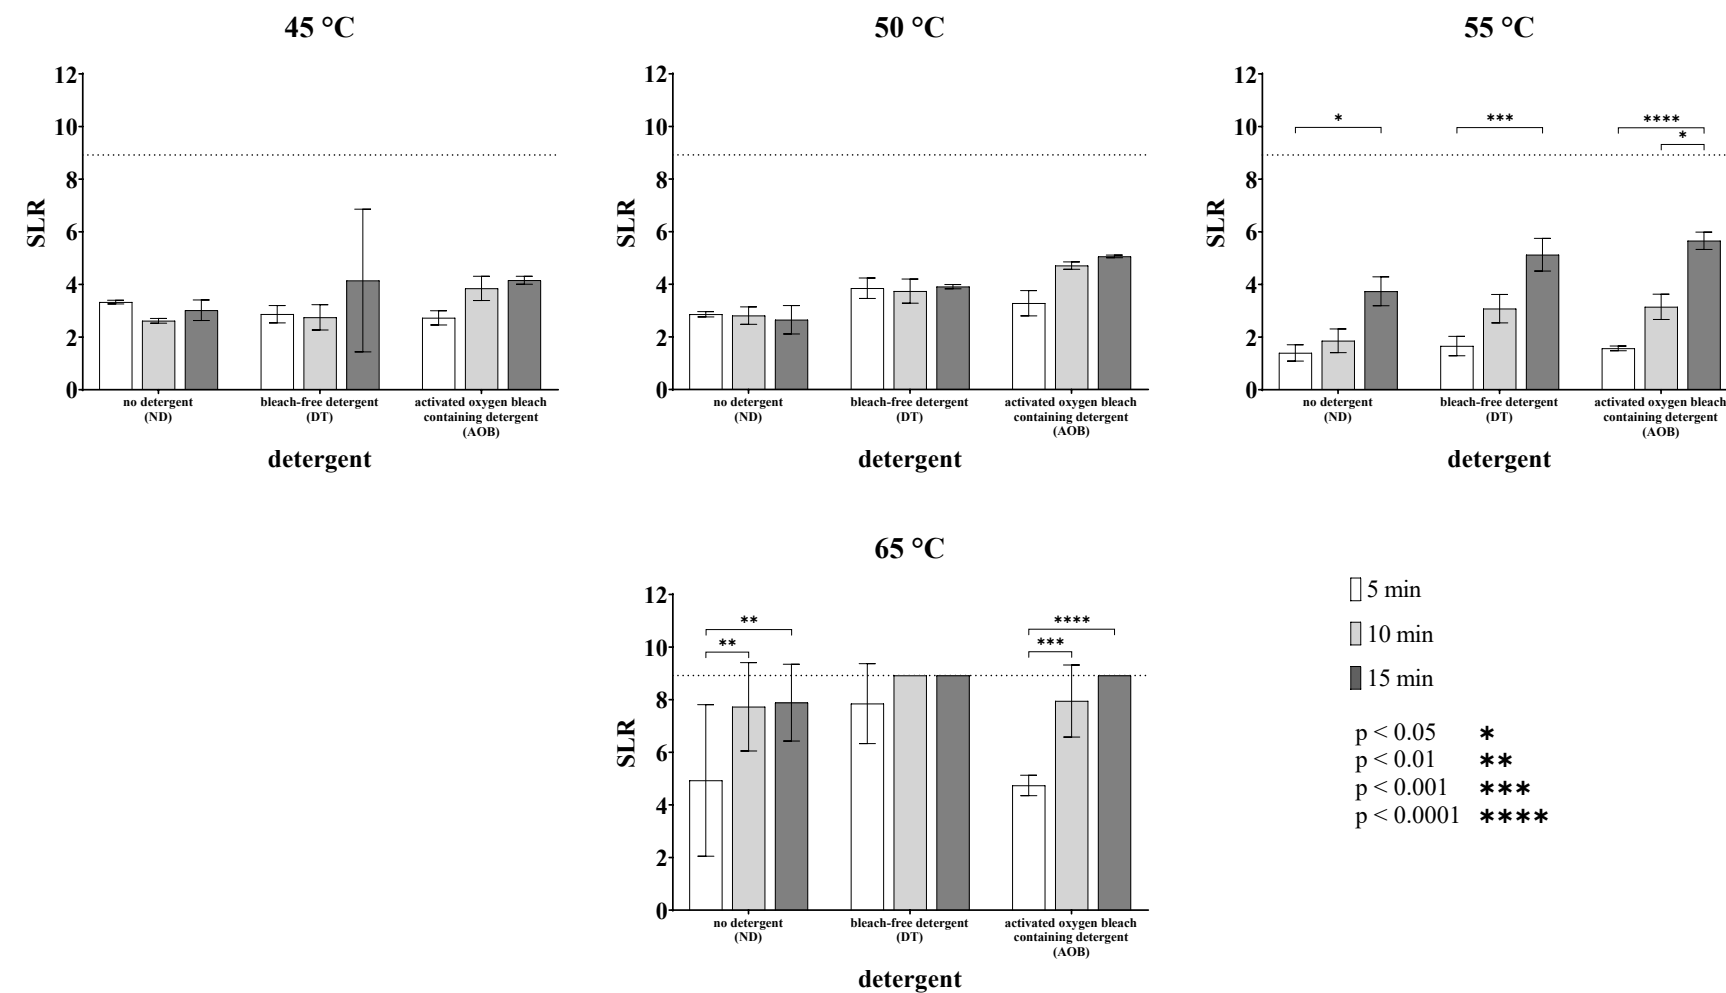 45 °C
50 °C
55 °C
12
10
8
6
4
2
0
SLR
no detergent
(ND)
bleach-free detergent
(DT)
activated oxygen bleach
containing detergent
(AOB)
detergent
12
10
8
6
4
2
0
SLR
no detergent
(ND)
bleach-free detergent
(DT)
activated oxygen bleach
containing detergent
(AOB)
detergent
12
10
8
6
4
2
0
SLR
*
***
****
*
no detergent
(ND)
bleach-free detergent
(DT)
activated oxygen bleach
containing detergent
(AOB)
detergent
65 °C
12
10
8
6
4
2
0
SLR
**
**
****
***
no detergent
(ND)
bleach-free detergent
(DT)
activated oxygen bleach
containing detergent
(AOB)
detergent
5 min
10 min
15 min
p < 0.05 *
p < 0.01 **
p < 0.001 ***
p < 0.0001 ****